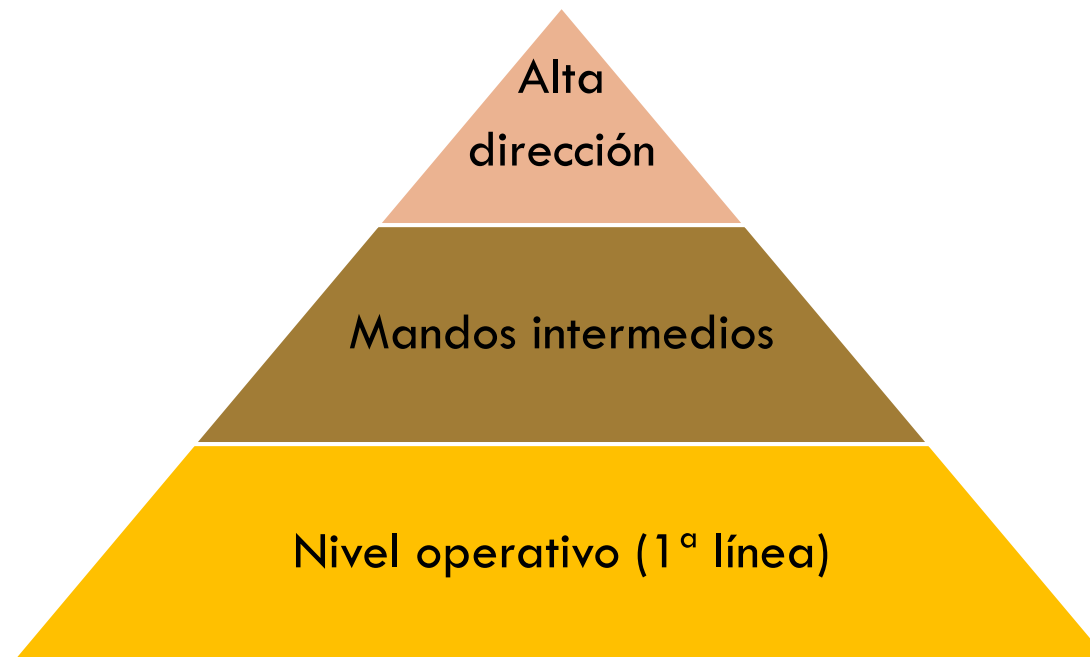 Alta
dirección
Mandos intermedios
Nivel operativo (1ª línea)